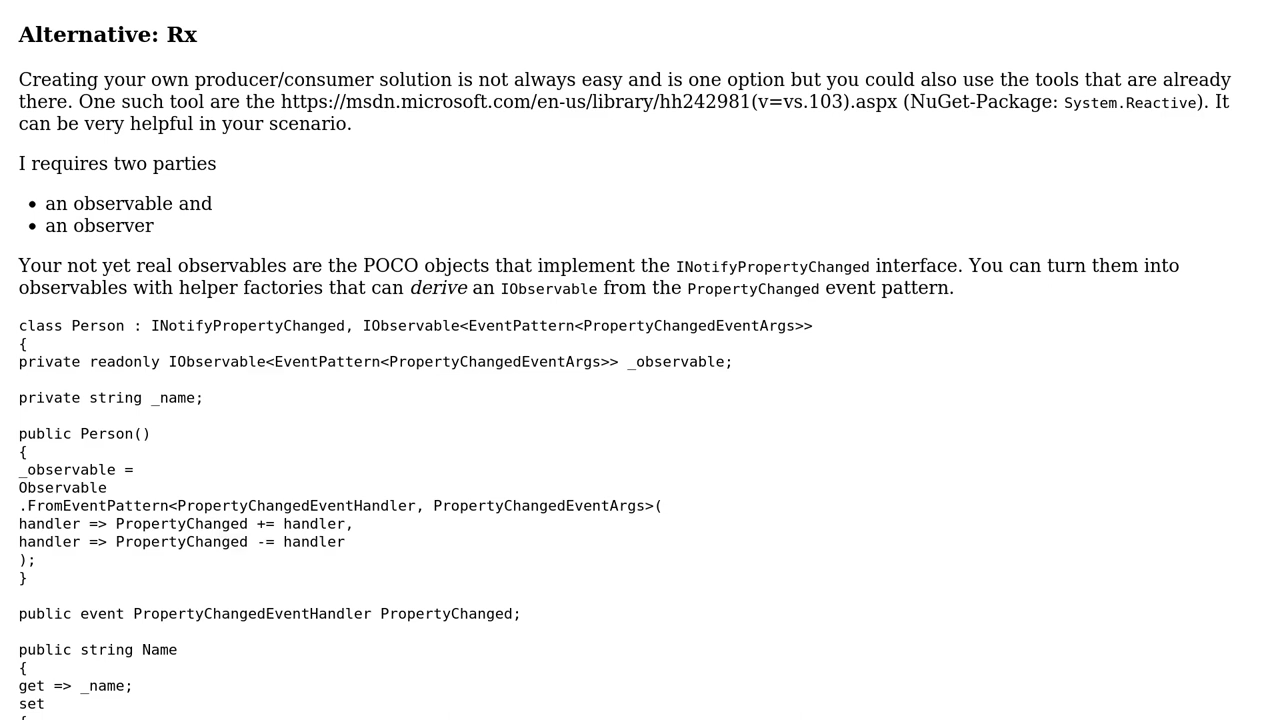 Alternative: Rx
Creating your own producer/consumer solution is not always easy and is one option but you could also use the tools that are already
there. One such tool are the https://msdn.microsoft.com/en-us/library/hh242981(v=vs.103).aspx (NuGet-Package: System.Reactive). It
can be very helpful in your scenario.
I requires two parties
• an observable and
• an observer
Your not yet real observables are the POCO objects that implement the INotifyPropertyChanged interface. You can turn them into
observables with helper factories that can derive an IObservable from the PropertyChanged event pattern.
class Person : INotifyPropertyChanged, IObservable<EventPattern<PropertyChangedEventArgs>>
{
private readonly IObservable<EventPattern<PropertyChangedEventArgs>> _observable;
private string _name;
public Person()
{
_observable =
Observable
.FromEventPattern<PropertyChangedEventHandler, PropertyChangedEventArgs>(
handler => PropertyChanged += handler,
handler => PropertyChanged -= handler
);
}
public event PropertyChangedEventHandler PropertyChanged;
public string Name
{
get => _name;
set
{